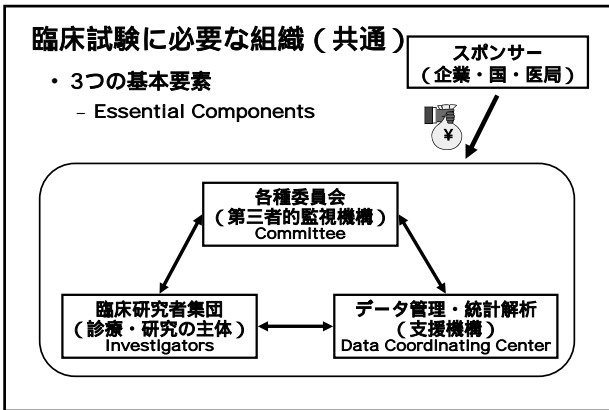 臨床試験に必要な組織(共通)
スポンサー
(企業・国・医局)
・ 3つの基本要素
– Essential Components
¥
各種委員会
(第三者的監視機構)
Committee
臨床研究者集団
(診療・研究の主体)
Investigators
データ管理・統計解析
(支援機構)
Data Coordinating Center